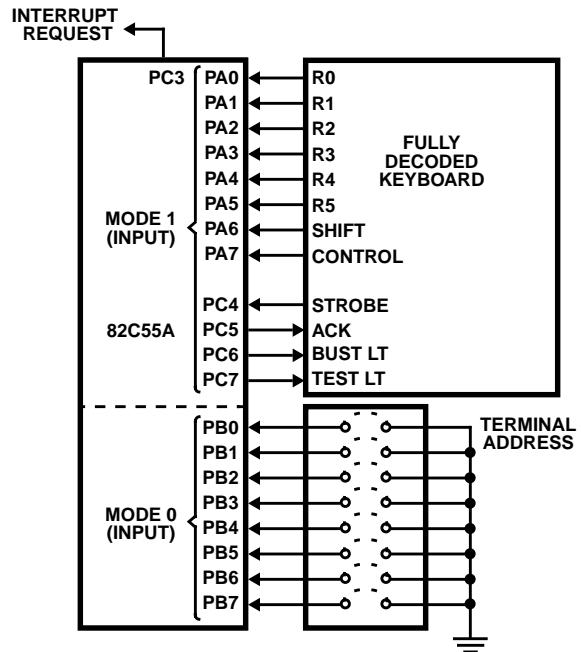 INTERRUPT
REQUEST
PC3 PA0 R0
PA1 R1
PA2 R2
PA3 R3
PA4 R4
PA5 R5
PA6 SHIFT
PA7 CONTROL
FULLY
DECODED
KEYBOARD
MODE 1
(INPUT)
PC4 STROBE
82C55A PC5 ACK
PC6 BUST LT
PC7 TEST LT
PB0
PB1
PB2
PB3
PB4
PB5
PB6
PB7
MODE 0
(INPUT)
TERMINAL
ADDRESS